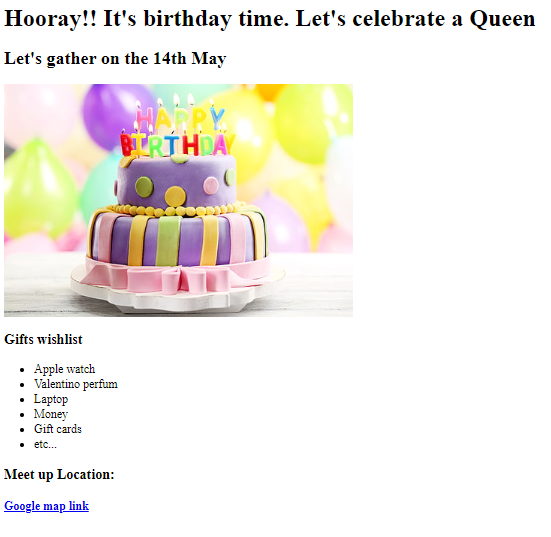 Hooray!! It's birthday time. Let's celebrate a Queen
Let's gather on the 14th May
HAPPY
BIRTHDAY
Gifts wishlist
Apple watch
Valentino perfum
Laptop
Money
Gift cards
etc...
Meet up Location:
Google map link